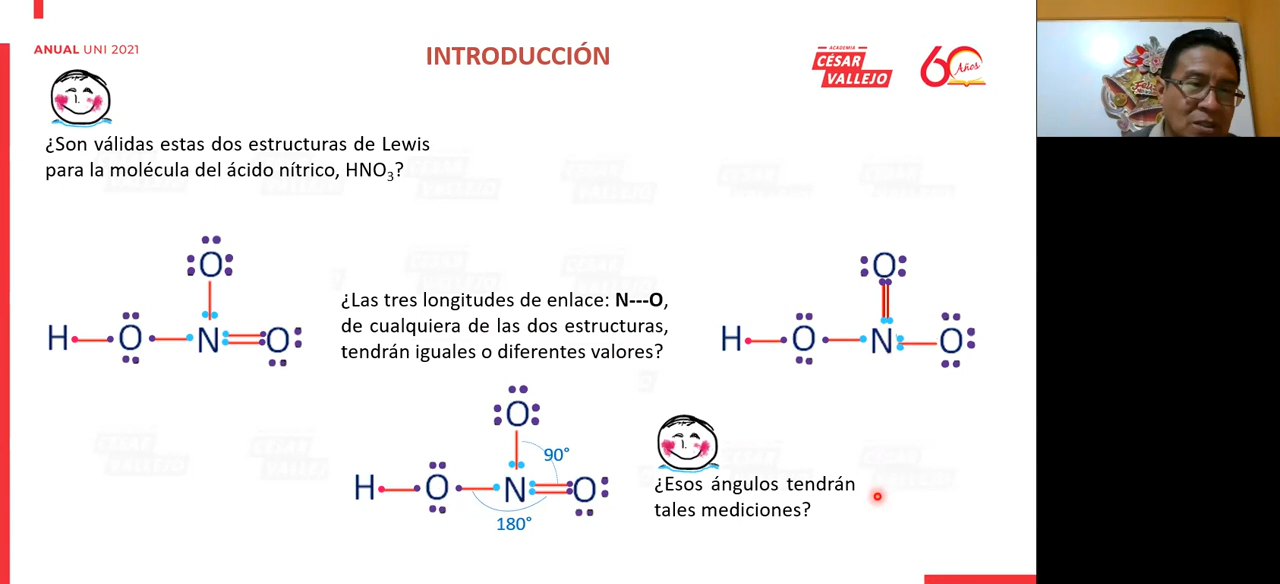 ANUAL UNI 2021
INTRODUCCIÓN
ACADEMIA
CÉSAR
VALLEJO
60 Años
¿Son válidas estas dos estructuras de Lewis
para la molécula del ácido nítrico, HNO₃?
O
H O N O
¿Las tres longitudes de enlace: N---O,
de cualquiera de las dos estructuras,
tendrán iguales o diferentes valores?
O
H O N O
O
90°
H O N O
180°
¿Esos ángulos tendrán
tales mediciones?